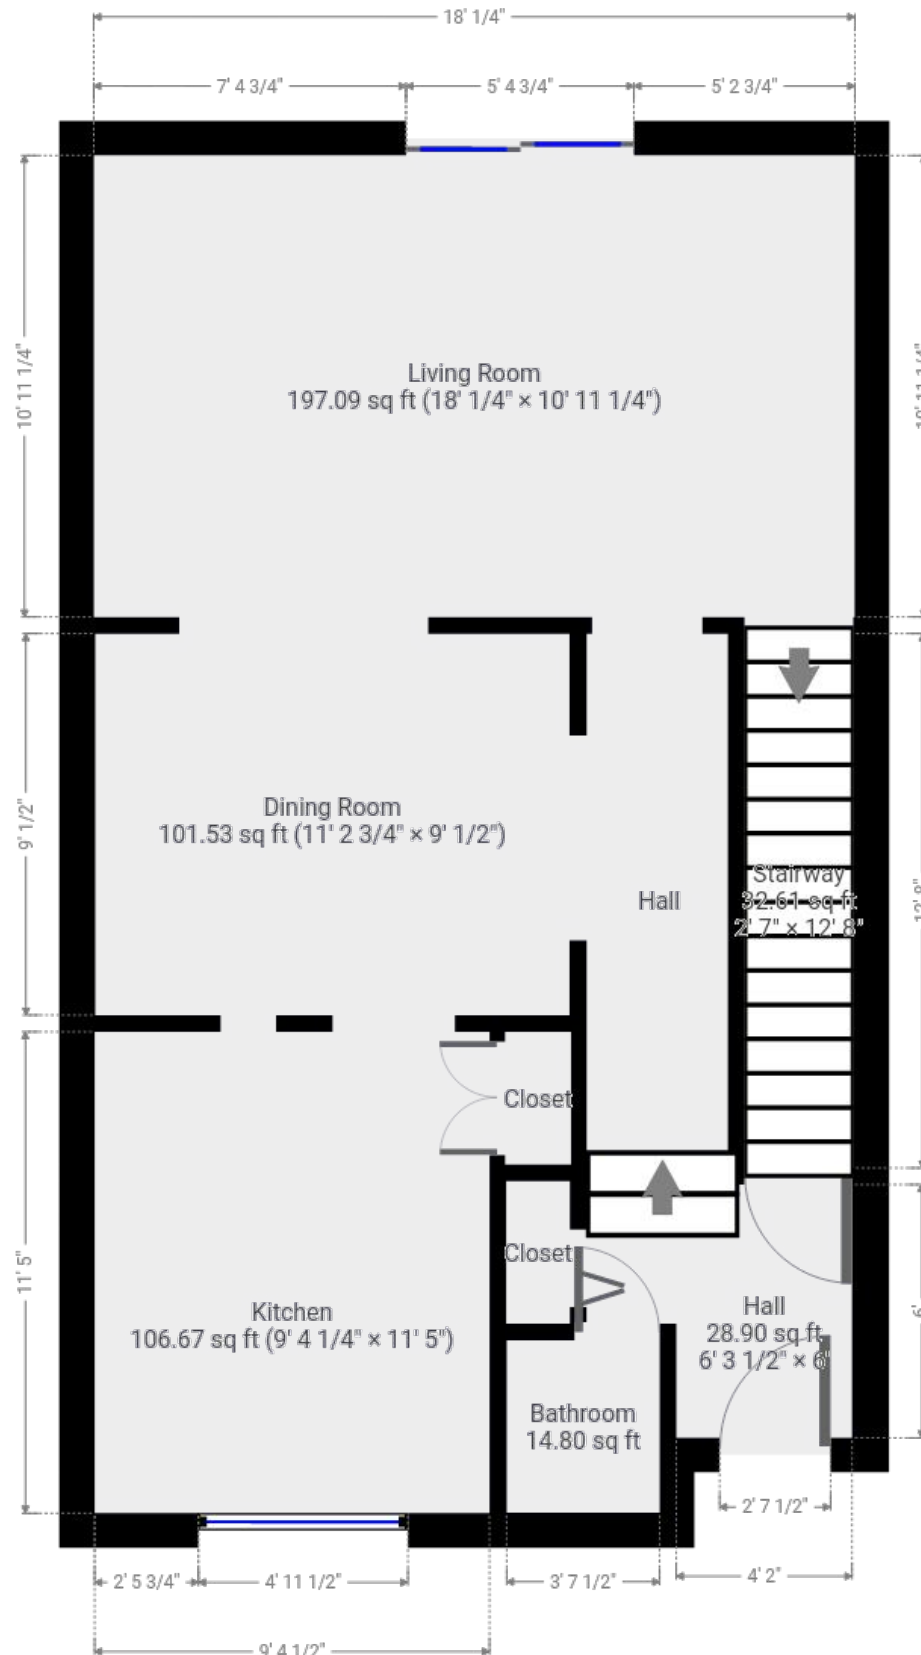 18' 1/4"
7' 4 3/4"
5' 4 3/4"
5' 2 3/4"
10' 11 1/4"
Living Room
197.09 sq ft (18' 1/4" × 10' 11 1/4")
9' 1/2"
Dining Room
101.53 sq ft (11' 2 3/4" × 9' 1/2")
Hall
Stairway
32.61 sq ft
2' 7" × 12' 8"
Closet
Closet
11' 5"
Kitchen
106.67 sq ft (9' 4 1/4" × 11' 5")
Hall
28.90 sq ft
6' 3 1/2" × 6'
Bathroom
14.80 sq ft
2' 7 1/2"
2' 5 3/4"
4' 11 1/2"
3' 7 1/2"
4' 2"
9' 4 1/2"